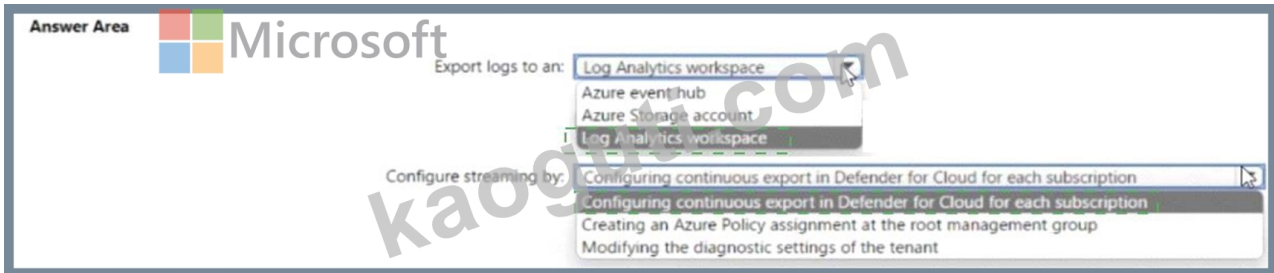 Answer Area
Microsoft
Export logs to an: Log Analytics workspace
Azure event hub
Azure Storage account
Log Analytics workspace
Configure streaming by: Configuring continuous export in Defender for Cloud for each subscription
Configuring continuous export in Defender for Cloud for each subscription
Creating an Azure Policy assignment at the root management group
Modifying the diagnostic settings of the tenant
kaoguti.com